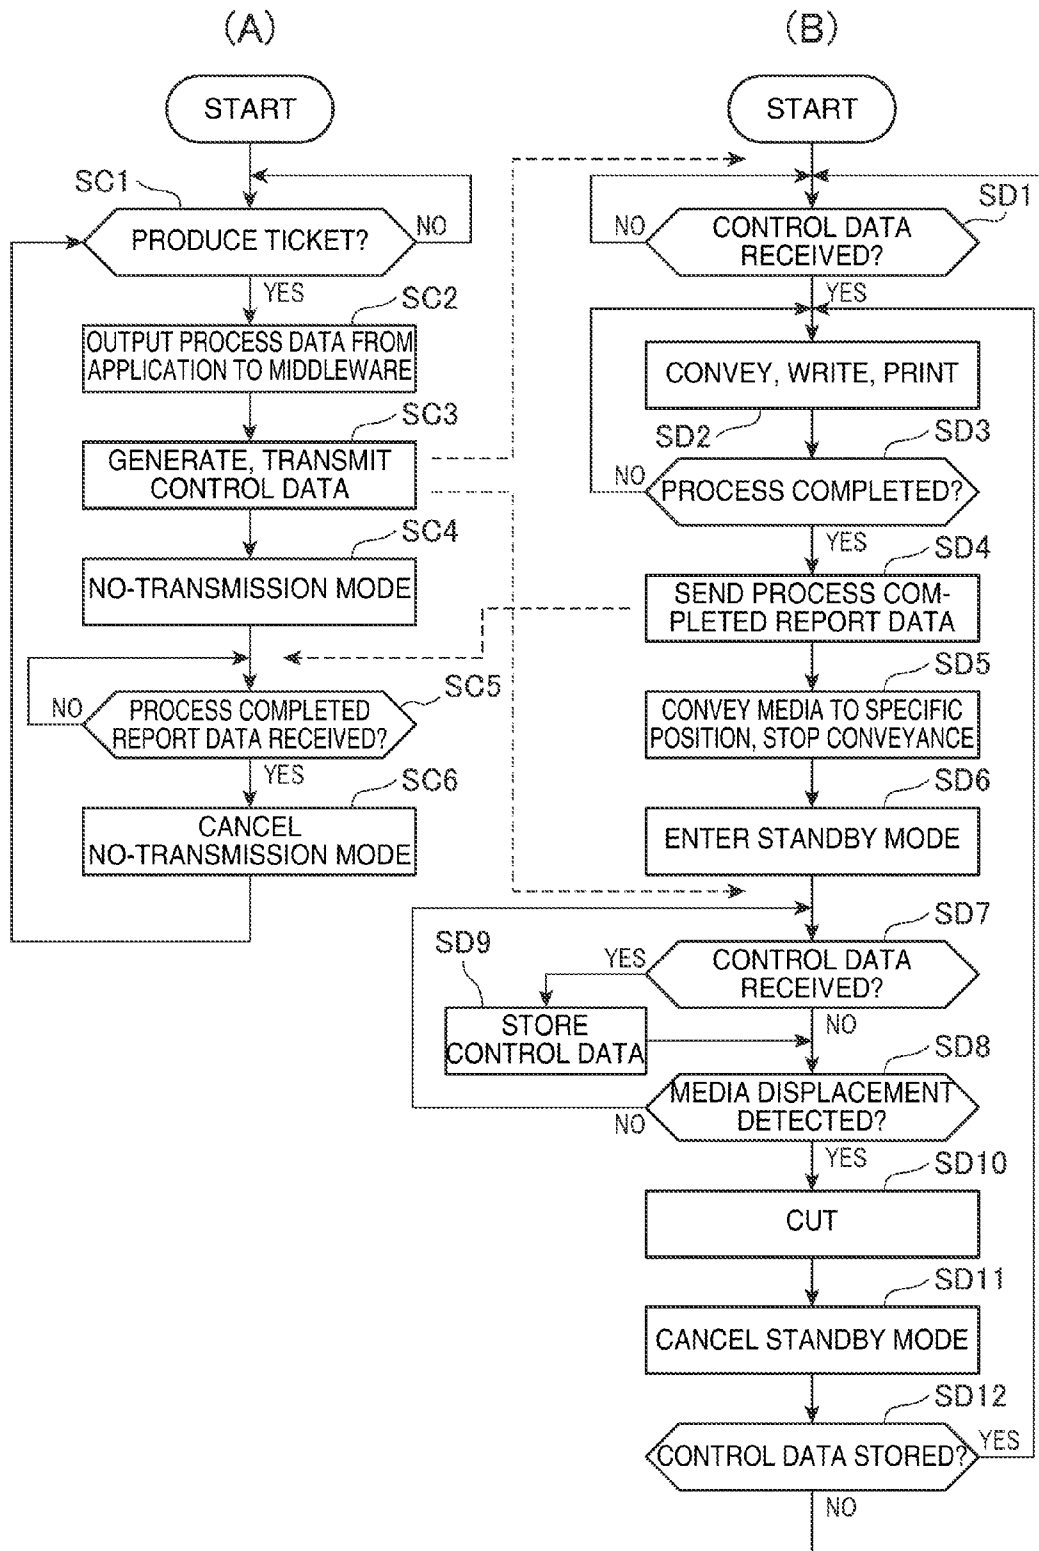 (A)
START
SC1
PRODUCE TICKET?
NO
YES
SC2
OUTPUT PROCESS DATA FROM
APPLICATION TO MIDDLEWARE
SC3
GENERATE, TRANSMIT
CONTROL DATA
SC4
NO-TRANSMISSION MODE
SC5
NO
PROCESS COMPLETED
REPORT DATA RECEIVED?
YES
SC6
CANCEL
NO-TRANSMISSION MODE
(B)
START
SD1
NO
CONTROL DATA
RECEIVED?
YES
CONVEY, WRITE, PRINT
SD2
SD3
NO
PROCESS COMPLETED?
YES
SD4
SEND PROCESS COM-
PLETED REPORT DATA
SD5
CONVEY MEDIA TO SPECIFIC
POSITION, STOP CONVEYANCE
SD6
ENTER STANDBY MODE
SD7
YES
CONTROL DATA
RECEIVED?
SD9
STORE
CONTROL DATA
NO
SD8
MEDIA DISPLACEMENT
DETECTED?
NO
YES
SD10
CUT
SD11
CANCEL STANDBY MODE
SD12
CONTROL DATA STORED?
YES
NO